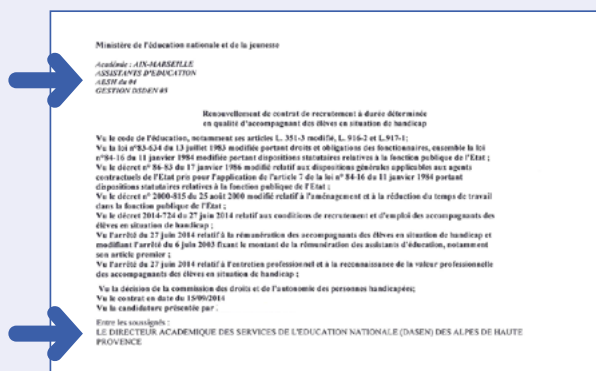 Ministère de l'éducation nationale et de la jeunesse
Académie : AIX-MARSEILLE
ASSISTANTS D'EDUCATION
AESH du 04
GESTION DSDEN 05
Renouvellement de contrat de recrutement à durée déterminée
en qualité d'accompagnant des élèves en situation de handicap
Vu le code de l'éducation, notamment ses articles L. 351-3 modifié, L. 916-2 et L.917-1;
Vu la loi n°83-634 du 13 juillet 1983 modifiée portant droits et obligations des fonctionnaires, ensemble la loi
n°84-16 du 11 janvier 1984 modifiée portant dispositions statutaires relatives à la fonction publique de l'Etat ;
Vu le décret n° 86-83 du 17 janvier 1986 modifié relatif aux dispositions générales applicables aux agents
contractuels de l'Etat pris pour l'application de l'article 7 de la loi n° 84-16 du 11 janvier 1984 portant
dispositions statutaires relatives à la fonction publique de l'Etat ;
Vu le décret n° 2000-815 du 25 août 2000 modifié relatif à l'aménagement et à la réduction du temps de travail
dans la fonction publique de l'Etat ;
Vu le décret 2014-724 du 27 juin 2014 relatif aux conditions de recrutement et d'emploi des accompagnants des
élèves en situation de handicap ;
Vu l'arrêté du 27 juin 2014 relatif à la rémunération des accompagnants des élèves en situation de handicap et
modifiant l'arrêté du 6 juin 2003 fixant le montant de la rémunération des assistants d'éducation, notamment
son article premier ;
Vu l'arrêté du 27 juin 2014 relatif à l'entretien professionnel et à la reconnaissance de la valeur professionnelle
des accompagnants des élèves en situation de handicap ;
Vu la décision de la commission des droits et de l'autonomie des personnes handicapées;
Vu le contrat en date du 15/09/2014
Vu la candidature présentée par .
Entre les soussignés :
LE DIRECTEUR ACADEMIQUE DES SERVICES DE L'EDUCATION NATIONALE (DASEN) DES ALPES DE HAUTE
PROVENCE